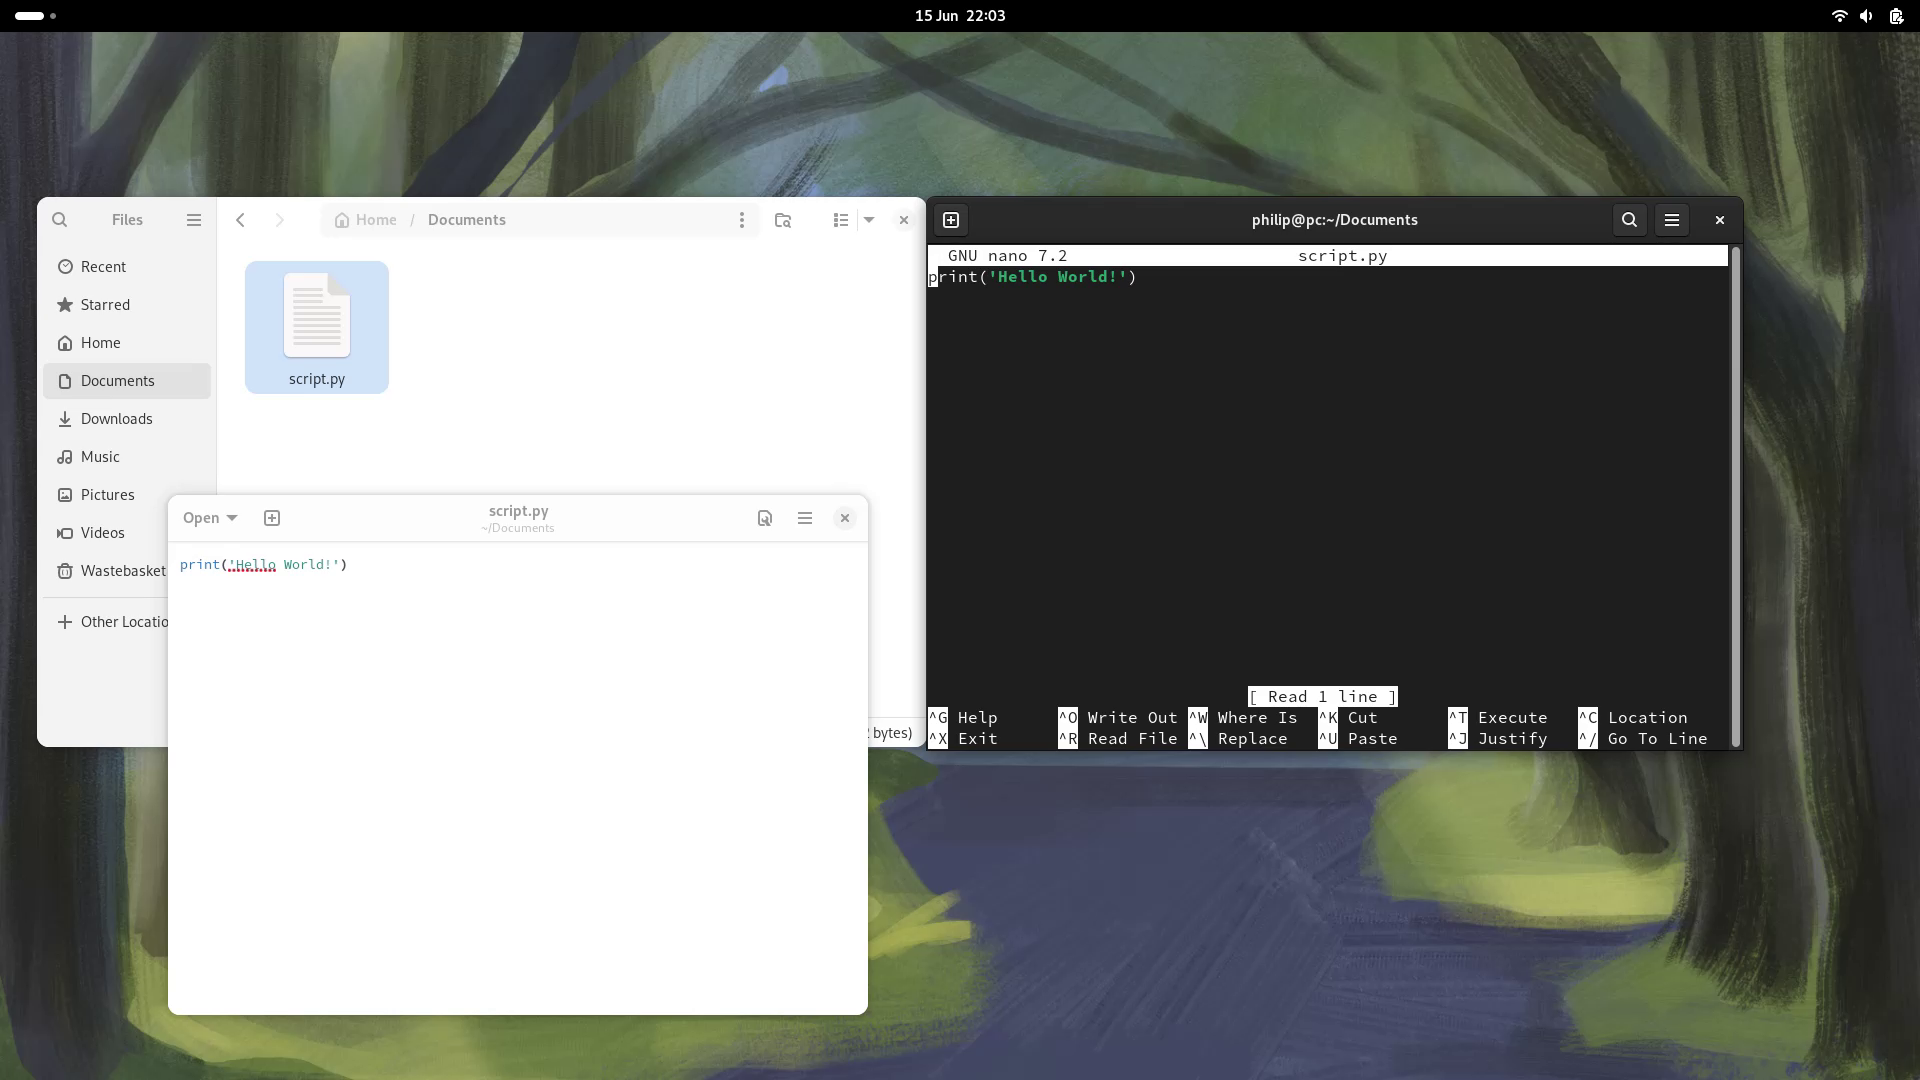 15 Jun 22:03
Files
Home / Documents
Recent
Starred
Home
Documents
Downloads
Music
Pictures
Videos
Wastebasket
Other Locatio
script.py
bytes)
Open
script.py
~/Documents
print('Hello World!')
philip@pc:~/Documents
GNU nano 7.2 script.py
print('Hello World!')
[ Read 1 line ]
^G Help ^O Write Out ^W Where Is ^K Cut ^T Execute ^C Location
^X Exit ^R Read File ^\ Replace ^U Paste ^J Justify ^/ Go To Line